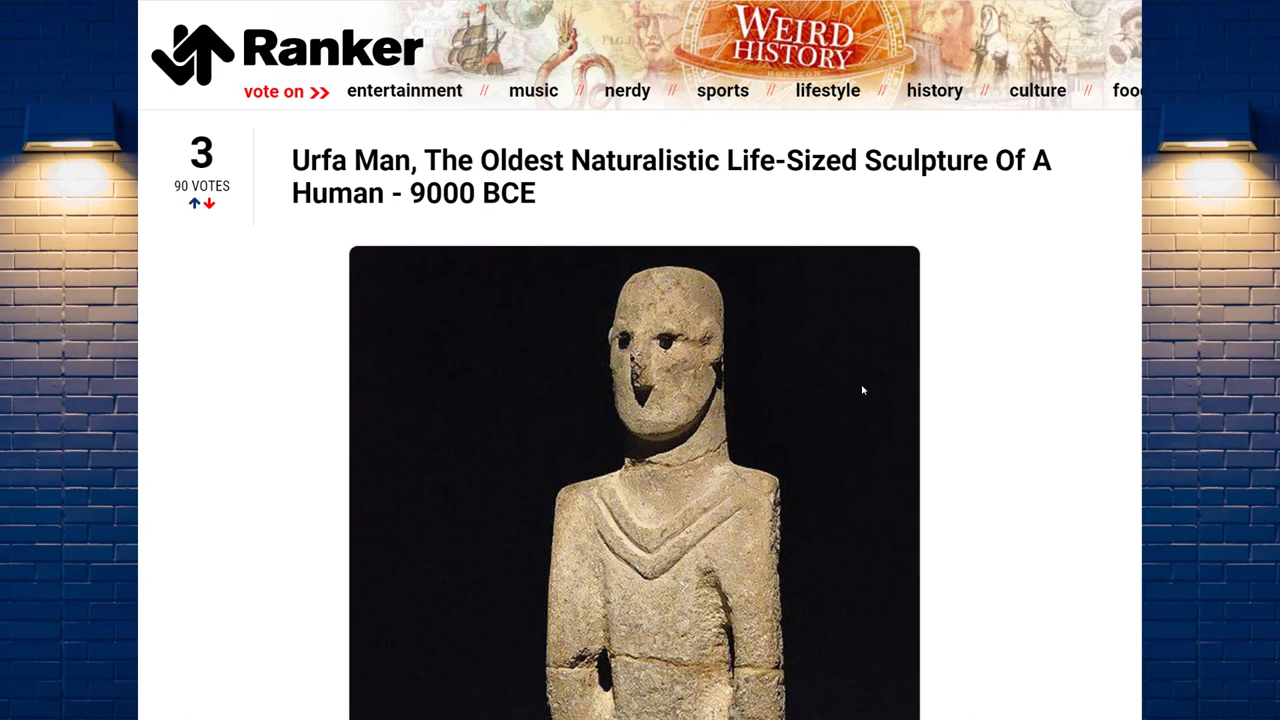 Ranker
WEIRD
HISTORY
vote on >> entertainment // music // nerdy // sports // lifestyle // history // culture // foo
3
90 VOTES
Urfa Man, The Oldest Naturalistic Life-Sized Sculpture Of A
Human - 9000 BCE